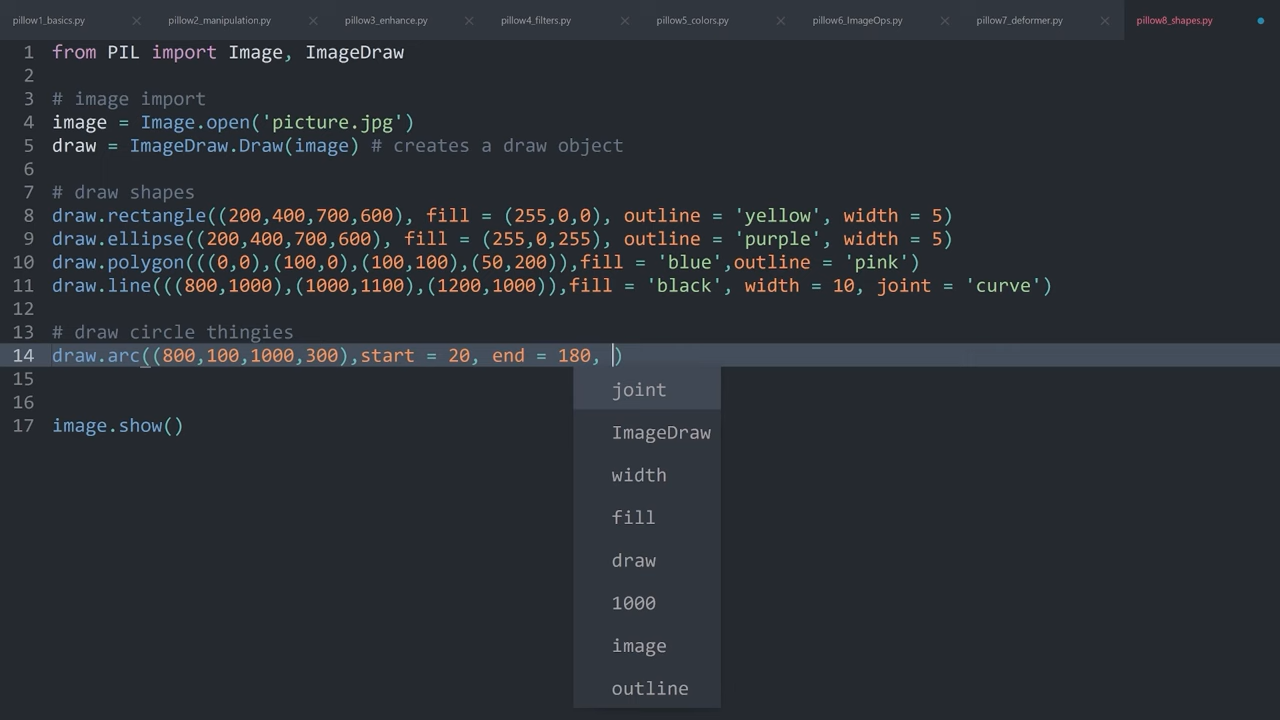 pillow1_basics.py pillow2_manipulation.py pillow3_enhance.py pillow4_filters.py pillow5_colors.py pillow6_ImageOps.py pillow7_deformer.py pillow8_shapes.py
1 from PIL import Image, ImageDraw
2
3 # image import
4 image = Image.open('picture.jpg')
5 draw = ImageDraw.Draw(image) # creates a draw object
6
7 # draw shapes
8 draw.rectangle((200,400,700,600), fill = (255,0,0), outline = 'yellow', width = 5)
9 draw.ellipse((200,400,700,600), fill = (255,0,255), outline = 'purple', width = 5)
10 draw.polygon(((0,0),(100,0),(100,100),(50,200)),fill = 'blue',outline = 'pink')
11 draw.line(((800,1000),(1000,1100),(1200,1000)),fill = 'black', width = 10, joint = 'curve')
12
13 # draw circle thingies
14 draw.arc((800,100,1000,300),start = 20, end = 180, )
15
16
17 image.show()
joint
ImageDraw
width
fill
draw
1000
image
outline